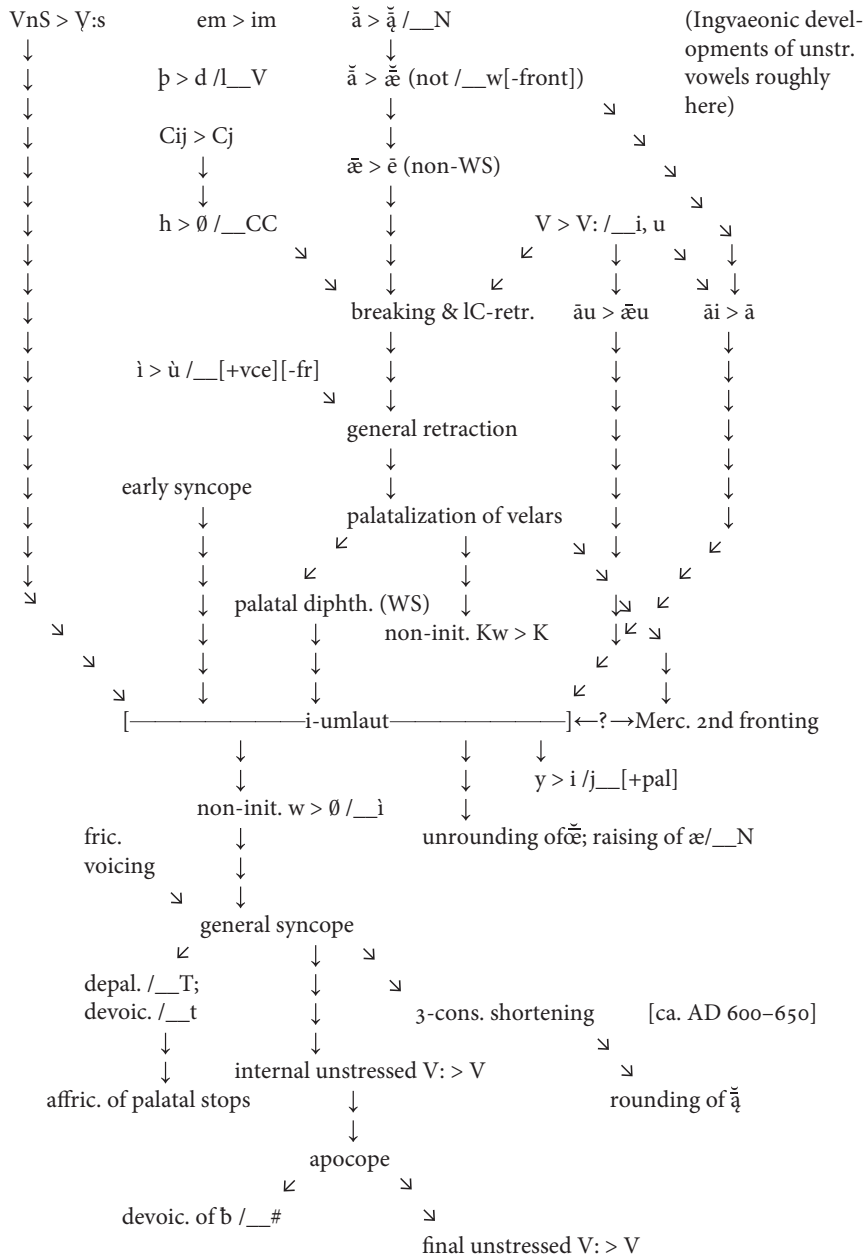 VnS > V̨:s em > im ā̆ > ą̄̆ /__N (Ingvaeonic devel-
opments of unstr.
þ > d /l__V ā̆ > ǣ̆ (not /__w[-front]) vowels roughly
here)
Cij > Cj
ǣ > ē (non-WS)
h > Ø /__CC V > V: /__i, u
breaking & lC-retr. āu > ǣu āi > ā
ì > ù /__[+vce][-fr]
general retraction
early syncope
palatalization of velars
palatal diphth. (WS)
non-init. Kw > K
[————————i-umlaut————————]←?→Merc. 2nd fronting
y > i /j__[+pal]
non-init. w > Ø /__ì
fric. unrounding of œ̄̆; raising of æ/__N
voicing
general syncope
depal. /__T;
devoic. /__t 3-cons. shortening [ca. AD 600–650]
internal unstressed V: > V
affric. of palatal stops rounding of ą̄̆
apocope
devoic. of ƀ /__#
final unstressed V: > V